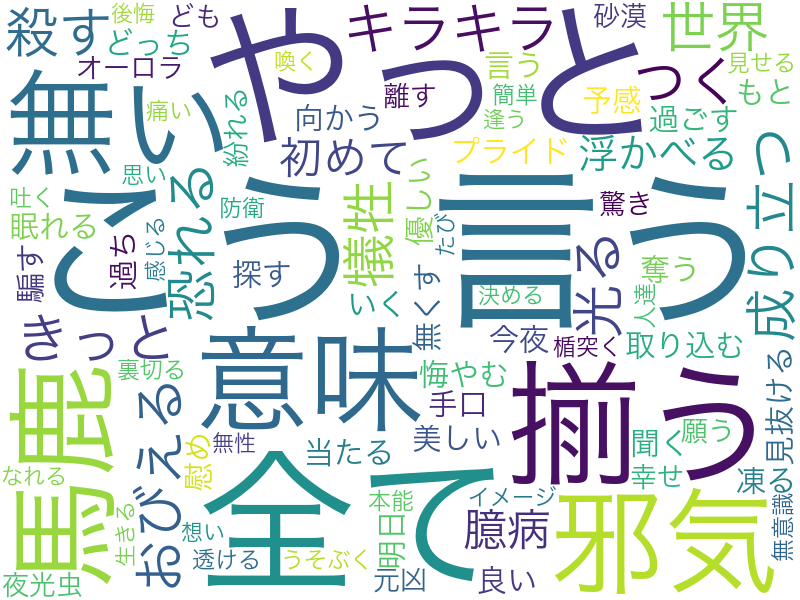 後悔
ども
キラキラ
砂漠
世界
殺す
どっち
やっと
オーロラ
喚く
言う
つく
見せる
無い
痛い
紛れる
向かう
離す
簡単
予感
もと
逢う
過ごす
初めて
プライド
浮かべる
思い
吐く
眠れる
恐れる
防衛
犠牲
優しい
たび
驚き
成り立つ
こう
言う
光る
奪う
騙す
過ち
感じる
探す
いく
無くす
決める
人達
きっと
意味
今夜
楯突く
取り込む
裏切る
悔やむ
揃う
馬鹿
おびえる
手口
見抜ける
慰め
無性
当たる
美しい
聞く
願う
全て
邪気
なれる
本能
イメージ
幸せ
凍い
無意識
生きる
想い
明日
臆病
夜光虫
透ける
うそぶく
元凶
良い